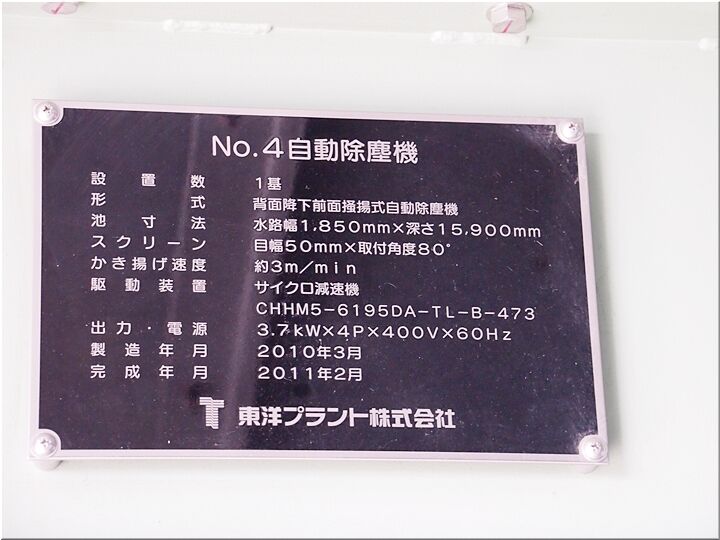 No.4自動除塵機
設置数 1基
形式 背面降下前面掻揚式自動除塵機
池寸法 水路幅1,850mm×深さ15,900mm
スクリーン 目幅50mm×取付角度80°
かき揚げ速度 約3m/min
駆動装置 サイクロ減速機
CHHM5-6195DA-TL-B-473
出力・電源 3.7kW×4P×400V×60Hz
製造年月 2010年3月
完成年月 2011年2月
東洋プラント株式会社